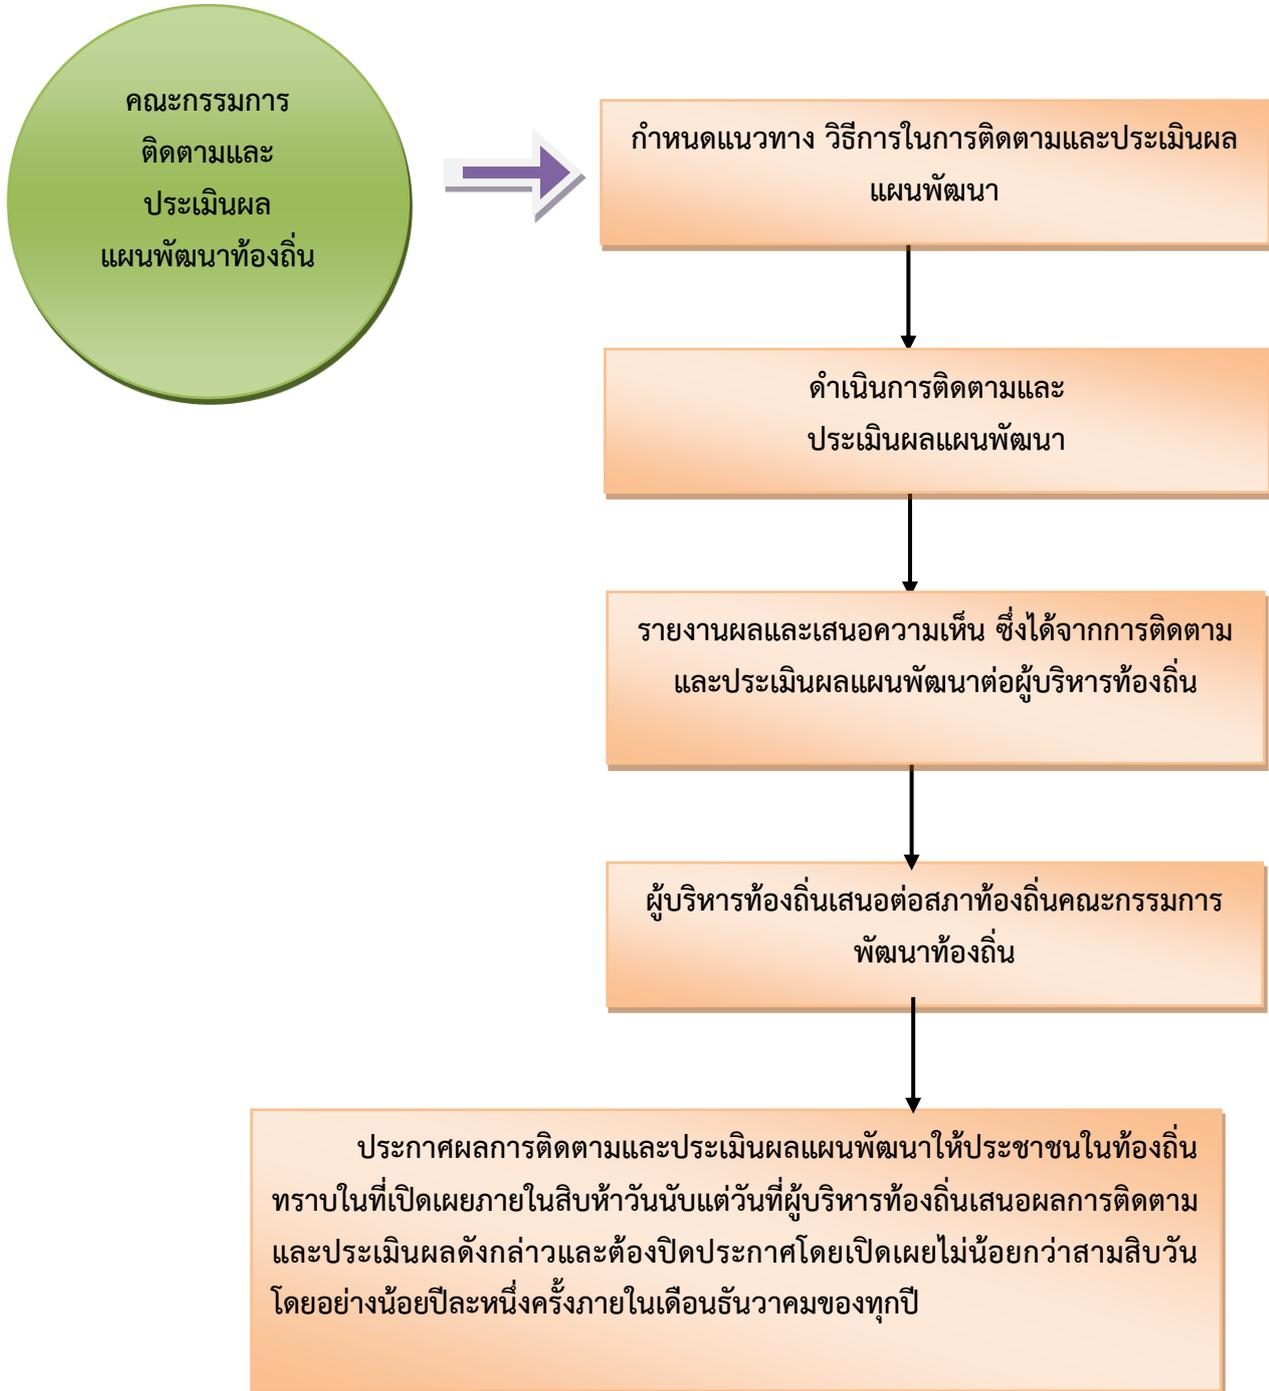 คณะกรรมการ
ติดตามและ
ประเมินผล
แผนพัฒนาท้องถิ่น
กำหนดแนวทาง วิธีการในการติดตามและประเมินผล
แผนพัฒนา
ดำเนินการติดตามและ
ประเมินผลแผนพัฒนา
รายงานผลและเสนอความเห็น ซึ่งได้จากการติดตาม
และประเมินผลแผนพัฒนาต่อผู้บริหารท้องถิ่น
ผู้บริหารท้องถิ่นเสนอต่อสภาท้องถิ่นคณะกรรมการ
พัฒนาท้องถิ่น
ประกาศผลการติดตามและประเมินผลแผนพัฒนาให้ประชาชนในท้องถิ่น
ทราบในที่เปิดเผยภายในสิบห้าวันนับแต่วันที่ผู้บริหารท้องถิ่นเสนอผลการติดตาม
และประเมินผลดังกล่าวและต้องปิดประกาศโดยเปิดเผยไม่น้อยกว่าสามสิบวัน
โดยอย่างน้อยปีละหนึ่งครั้งภายในเดือนธันวาคมของทุกปี